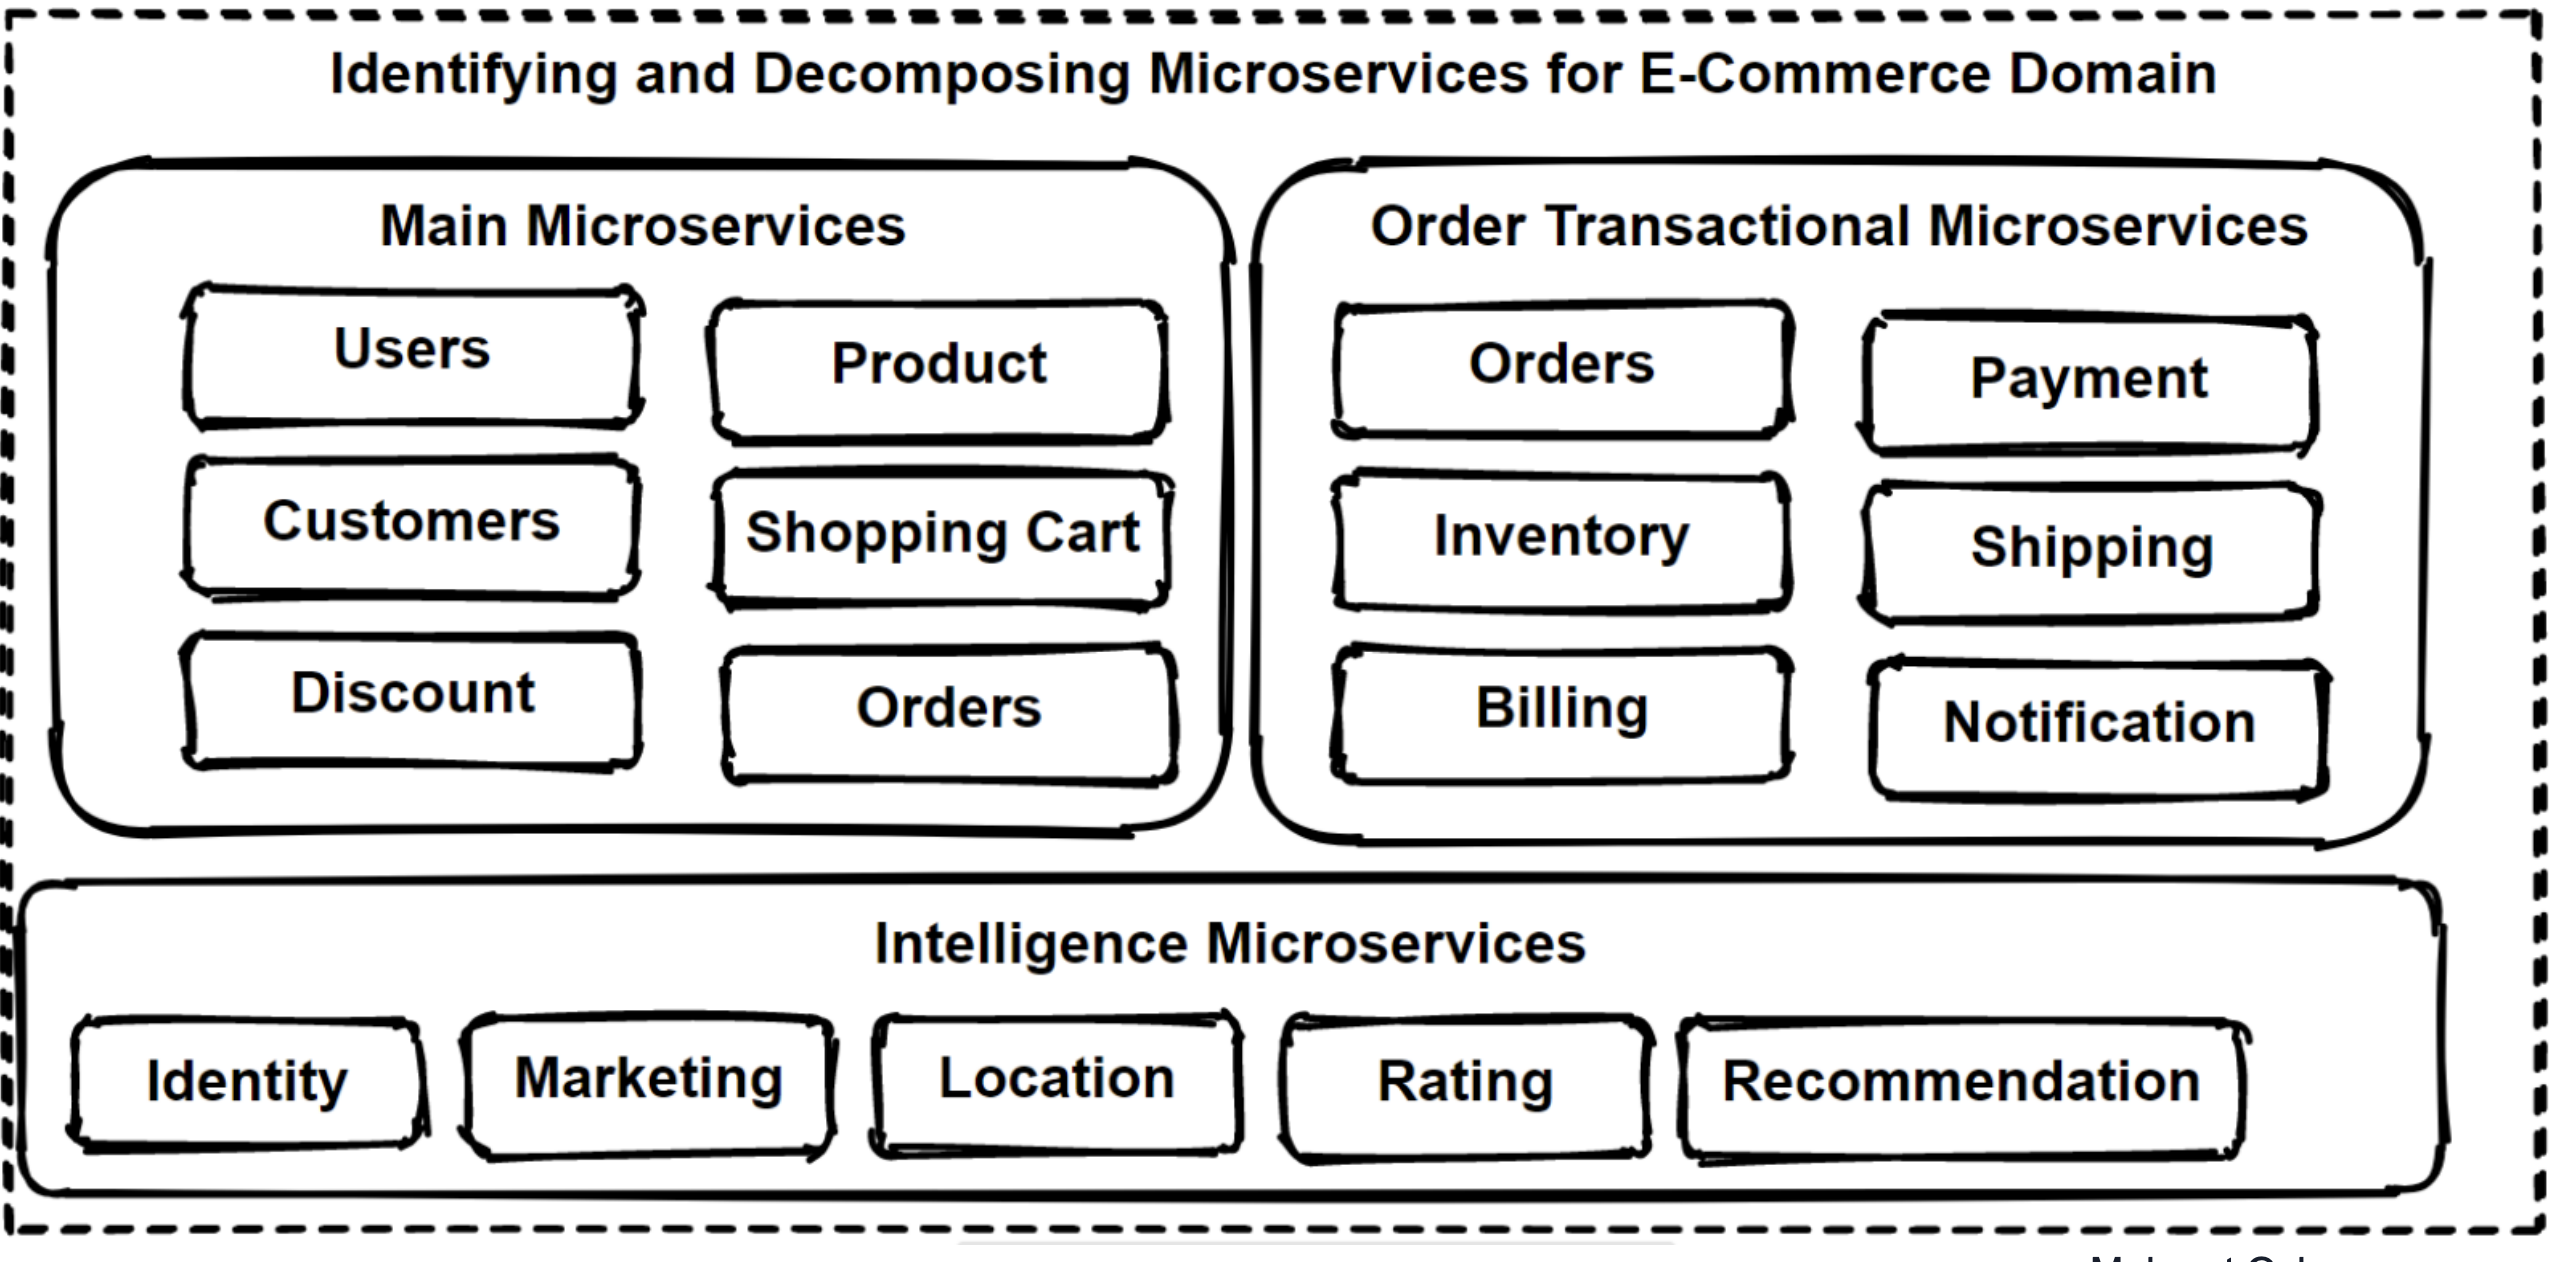 Identifying and Decomposing Microservices for E-Commerce Domain
Main Microservices
Users
Product
Customers
Shopping Cart
Discount
Orders
Order Transactional Microservices
Orders
Payment
Inventory
Shipping
Billing
Notification
Intelligence Microservices
Identity
Marketing
Location
Rating
Recommendation